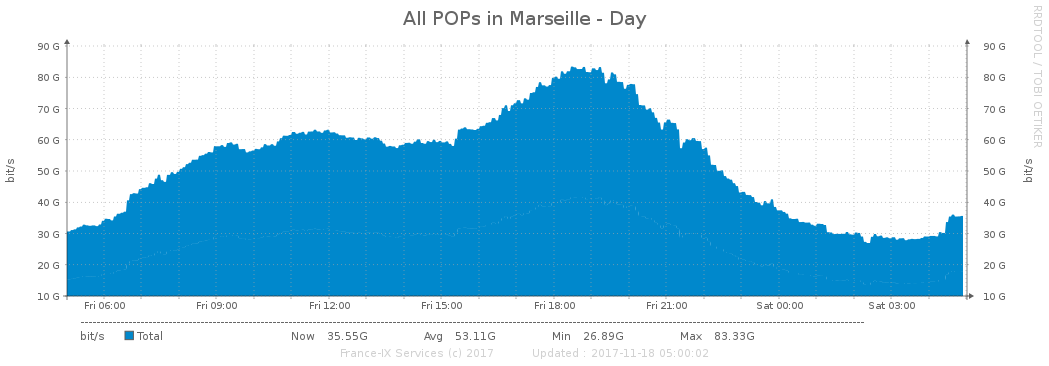 All POPs in Marseille - Day
RRDTOOL / TOBI OETIKER
90 G 90 G
80 G 80 G
70 G 70 G
60 G 60 G
50 G 50 G
40 G 40 G
30 G 30 G
20 G 20 G
10 G 10 G
bit/s bit/s
Fri 06:00 Fri 09:00 Fri 12:00 Fri 15:00 Fri 18:00 Fri 21:00 Sat 00:00 Sat 03:00
bit/s Total Now 35.55G Avg 53.11G Min 26.89G Max 83.33G
France-IX Services (c) 2017 Updated : 2017-11-18 05:00:02